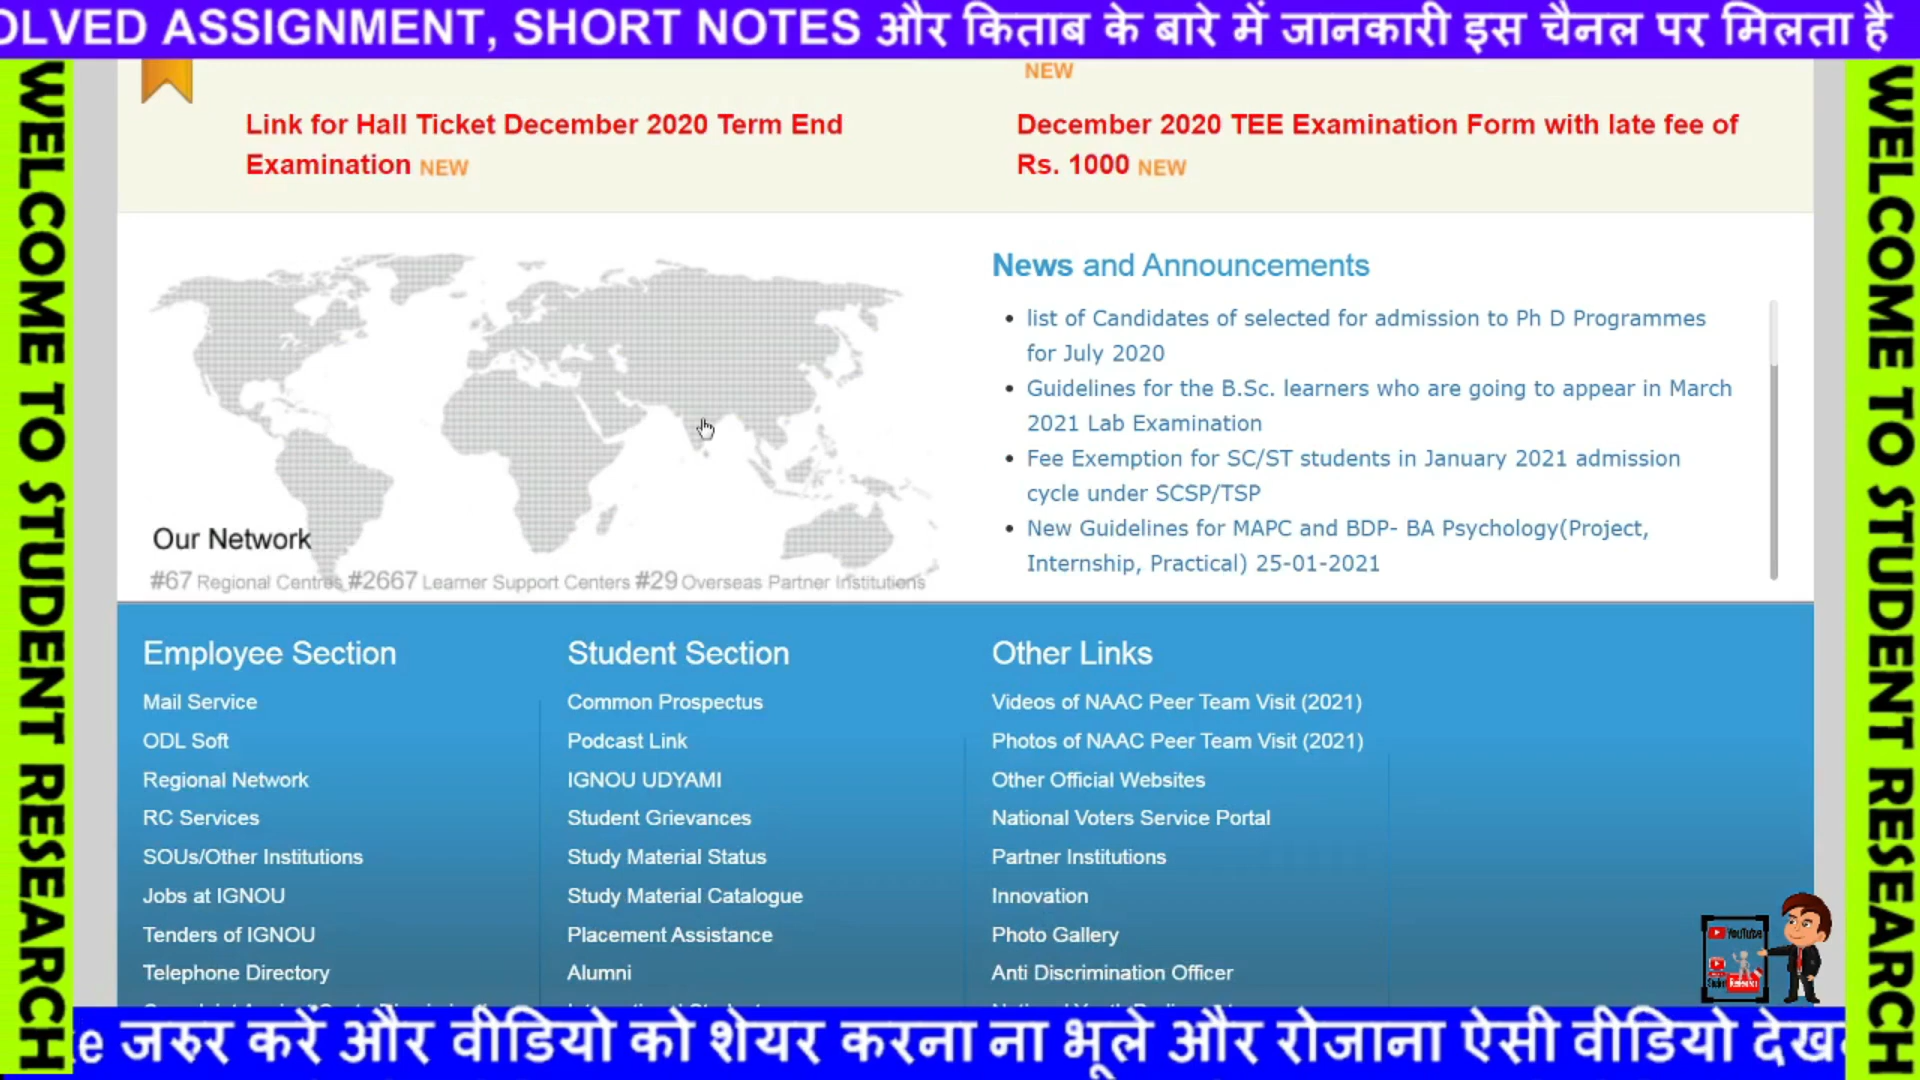 OLVED ASSIGNMENT, SHORT NOTES और किताब के बारे में जानकारी इस चैनल पर मिलता है
WELCOME TO STUDENT RESEARCH
NEW
Link for Hall Ticket December 2020 Term End
Examination NEW
December 2020 TEE Examination Form with late fee of
Rs. 1000 NEW
Our Network
#67 Regional Centres #2667 Learner Support Centers #29 Overseas Partner Institutions
News and Announcements
list of Candidates of selected for admission to Ph D Programmes
for July 2020
Guidelines for the B.Sc. learners who are going to appear in March
2021 Lab Examination
Fee Exemption for SC/ST students in January 2021 admission
cycle under SCSP/TSP
New Guidelines for MAPC and BDP- BA Psychology(Project,
Internship, Practical) 25-01-2021
Employee Section
Mail Service
ODL Soft
Regional Network
RC Services
SOUs/Other Institutions
Jobs at IGNOU
Tenders of IGNOU
Telephone Directory
Student Section
Common Prospectus
Podcast Link
IGNOU UDYAMI
Student Grievances
Study Material Status
Study Material Catalogue
Placement Assistance
Alumni
Other Links
Videos of NAAC Peer Team Visit (2021)
Photos of NAAC Peer Team Visit (2021)
Other Official Websites
National Voters Service Portal
Partner Institutions
Innovation
Photo Gallery
Anti Discrimination Officer
YouTube
WELCOME TO STUDENT RESEARCH
जरुर करें और वीडियो को शेयर करना ना भूले और रोजाना ऐसी वीडियो